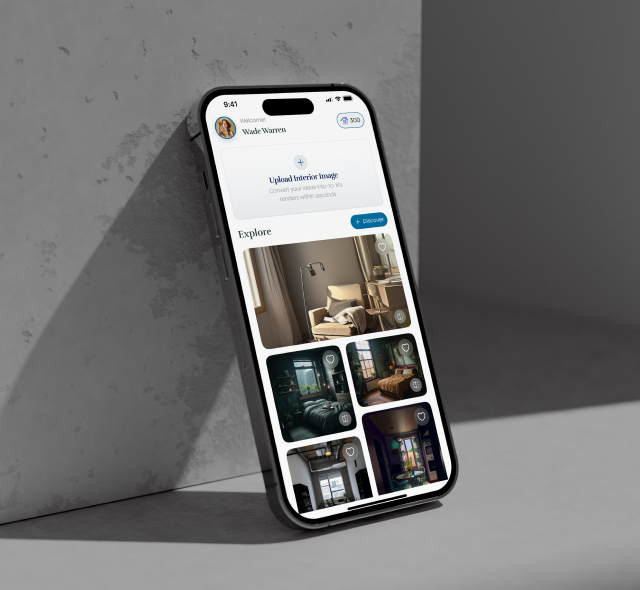 9:41
Welcome!
Wade Warren
300
Upload Interior Image
Convert your ideas into 3x life
renders within seconds
Explore
+ Discover